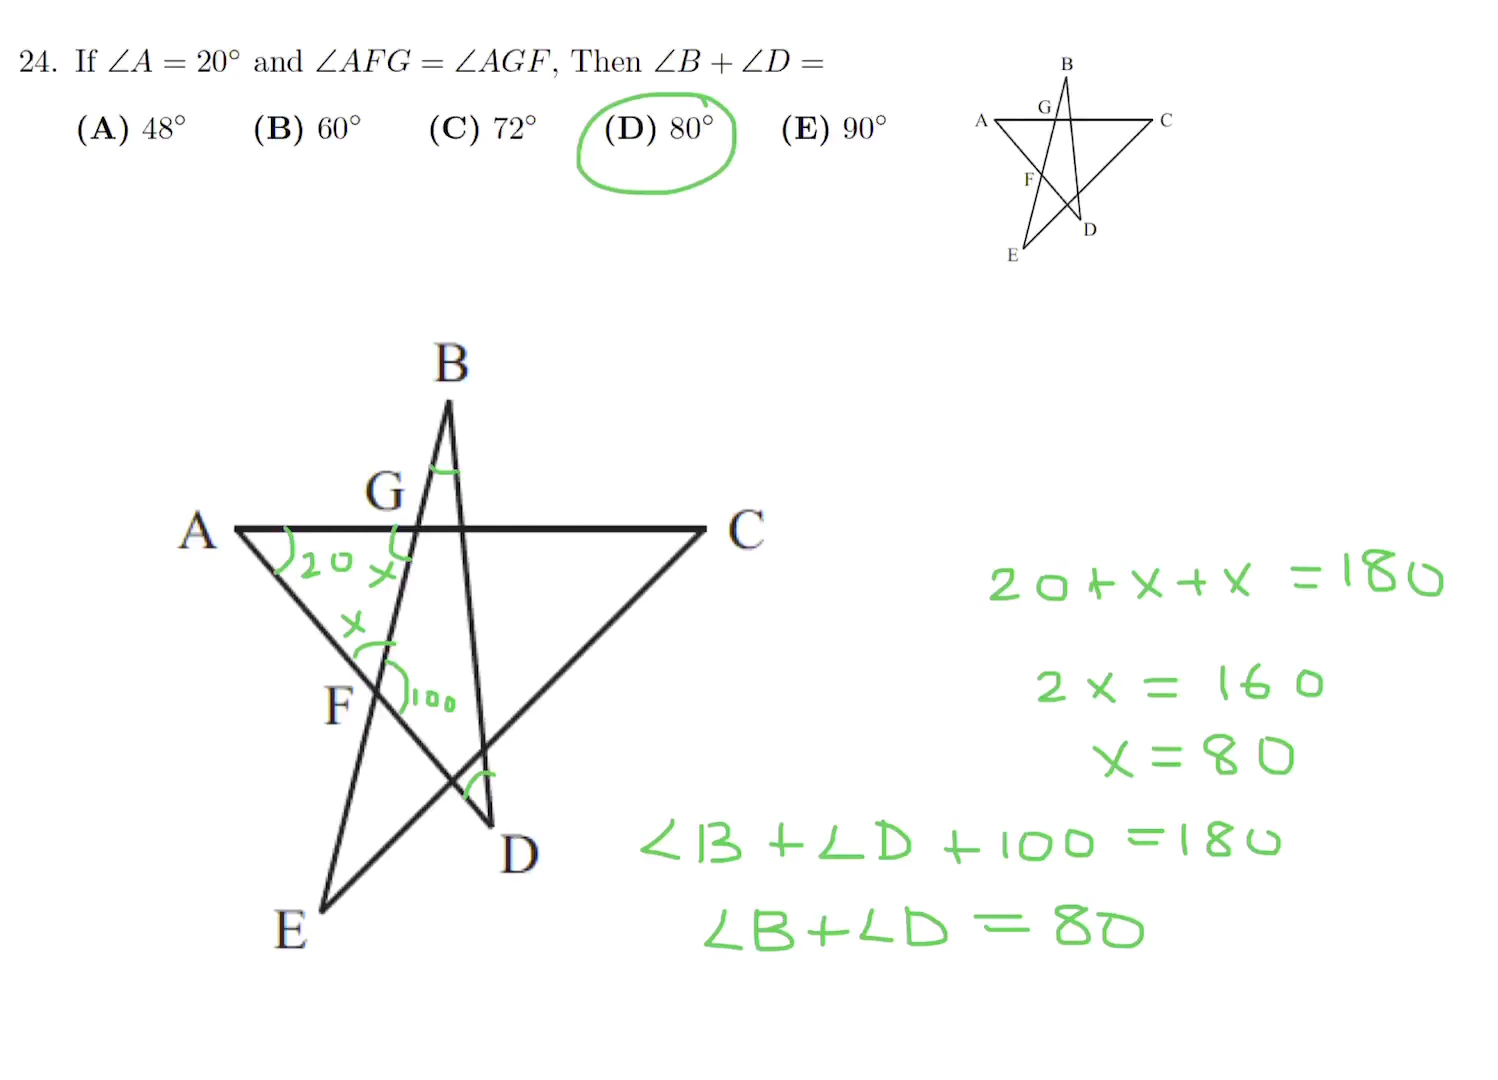 24. If ∠A = 20° and ∠AFG = ∠AGF, Then ∠B + ∠D =
(A) 48° (B) 60° (C) 72° (D) 80° (E) 90°
B
G
A
C
F
D
E
B
G
A
C
20
x
x
F
100
D
E
20 + x + x = 180
2x = 160
x = 80
∠B + ∠D + 100 = 180
∠B + ∠D = 80